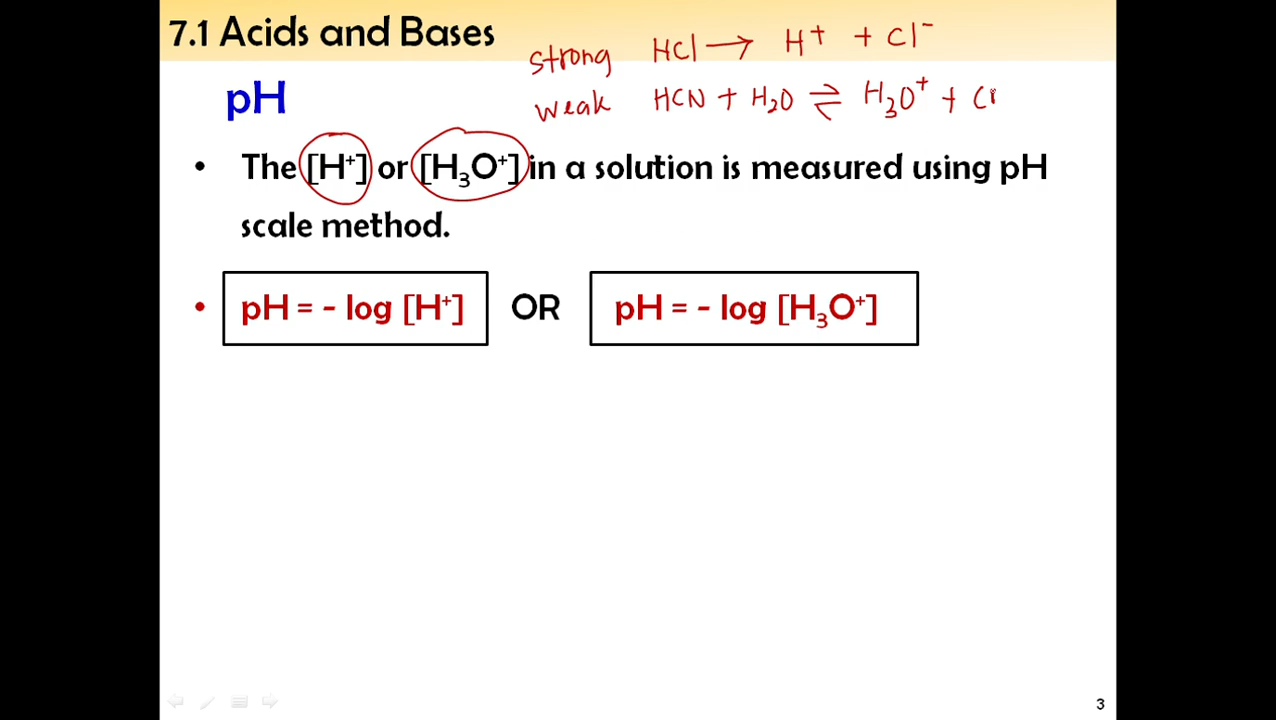 7.1 Acids and Bases
strong HCl → H⁺ + Cl⁻
pH
weak HCN + H₂O ⇌ H₃O⁺ +
• The [H⁺] or [H₃O⁺] in a solution is measured using pH
scale method.
• pH = - log [H⁺] OR pH = - log [H₃O⁺]
3